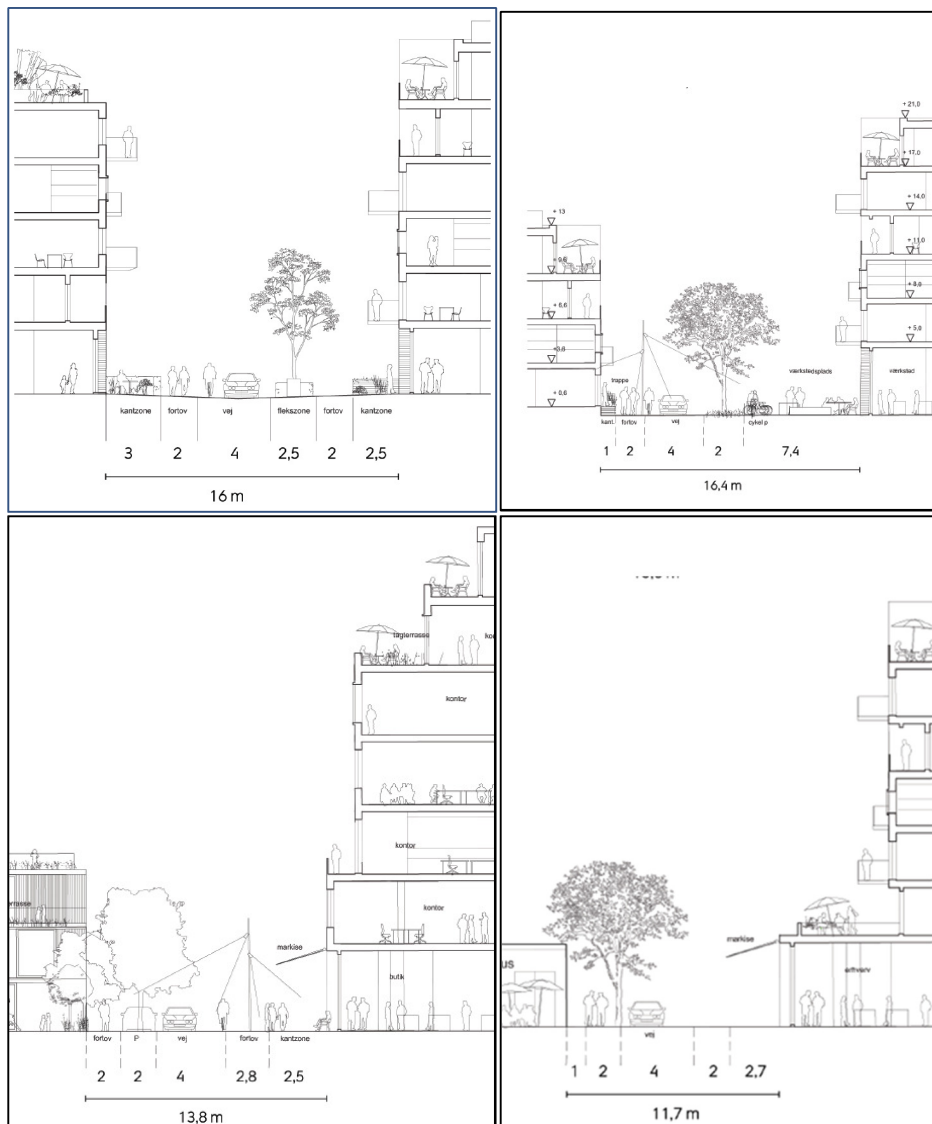 kantzone fortov vej flekszone fortov kantzone
3 2 4 2,5 2 2,5
16 m
+ 21,0
+ 17,0
+ 14,0
+ 13
+ 11,0
+ 9,6
+ 8,0
+ 6,6
+ 5,0
+3,6
værkstedsplads værksted
trappe
+ 0,6
kant. fortov vej cykel p
1 2 4 2 7,4
16,4 m
tagterrasse
kontor
kontor
kontor
markise
butik
fortov P vej fortov kantzone
2 2 4 2,8 2,5
13,8 m
markise
erhverv
us
vej
1 2 4 2 2,7
11,7 m